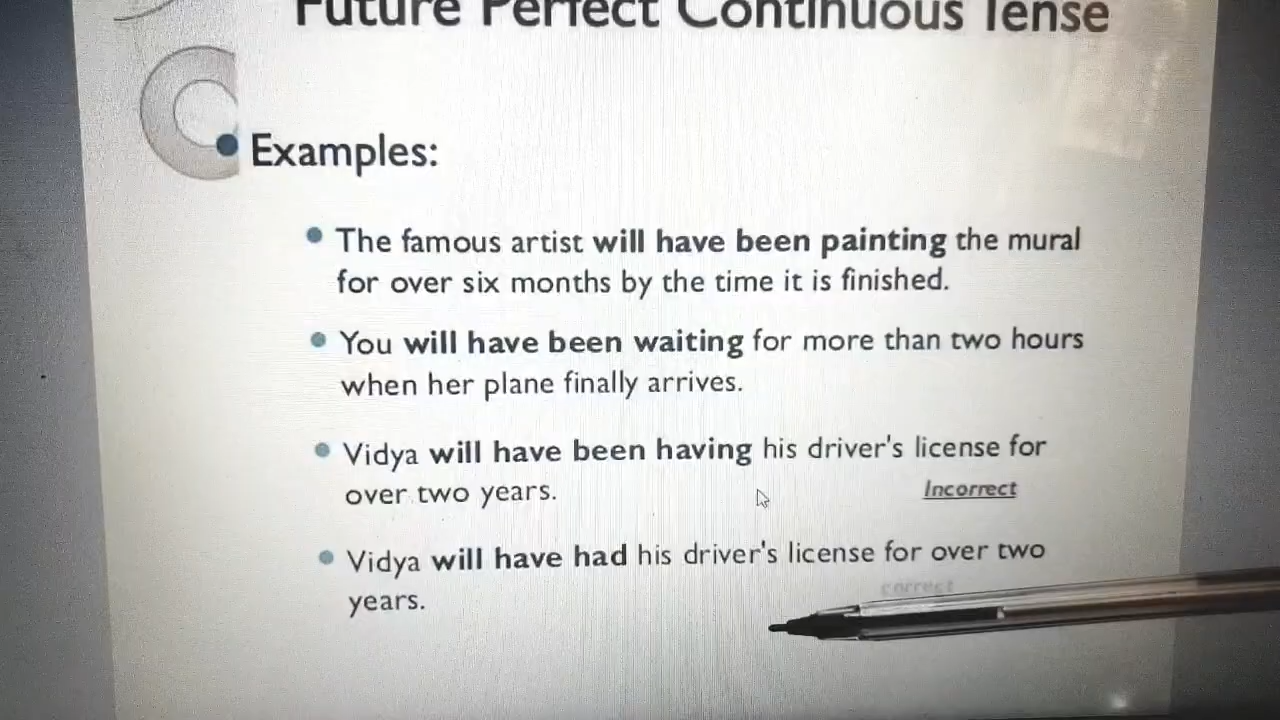 Future Perfect Continuous Tense
Examples:
The famous artist will have been painting the mural
for over six months by the time it is finished.
You will have been waiting for more than two hours
when her plane finally arrives.
Vidya will have been having his driver's license for
over two years.
Incorrect
Vidya will have had his driver's license for over two
years.
correct